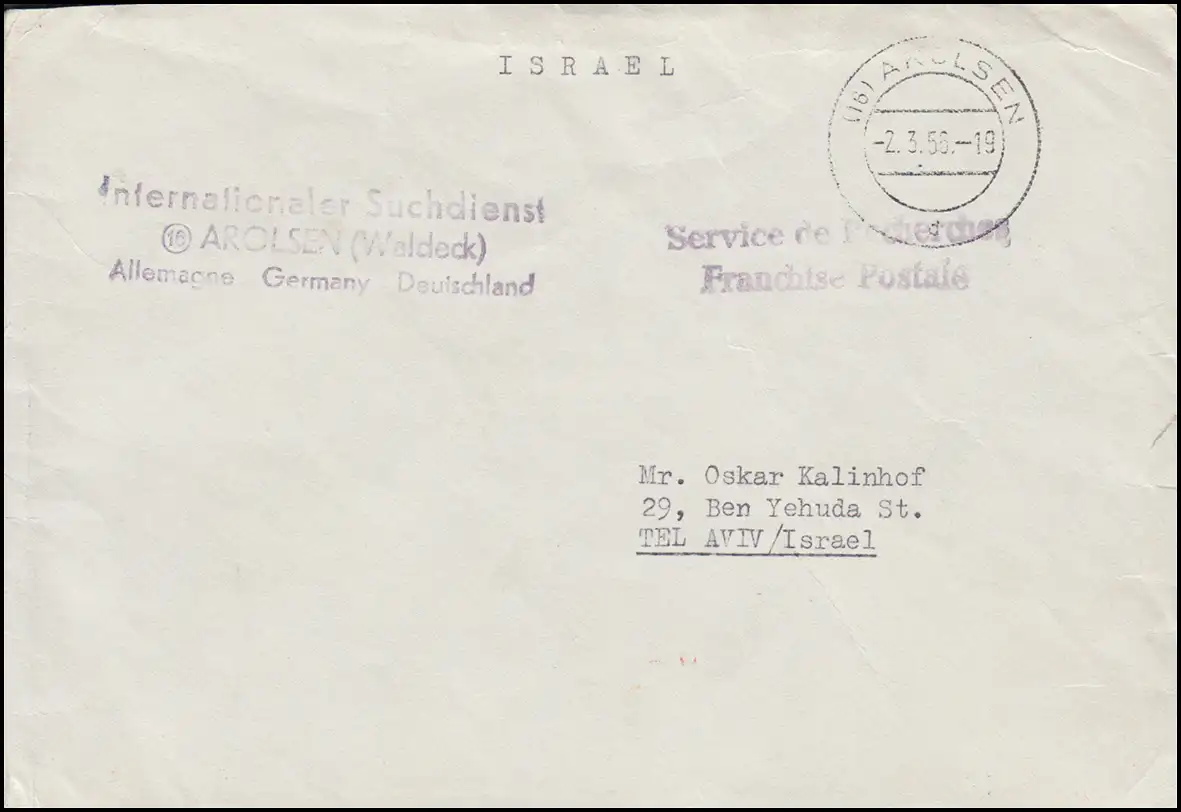 ISRAEL
(16) AROLSEN
-2.3.56.-19
Internationaler Suchdienst
(16) AROLSEN (Waldeck)
Allemagne Germany Deutschland
Service de Recherches
Franchise Postale
Mr. Oskar Kalinhof
29, Ben Yehuda St.
TEL AVIV/Israel